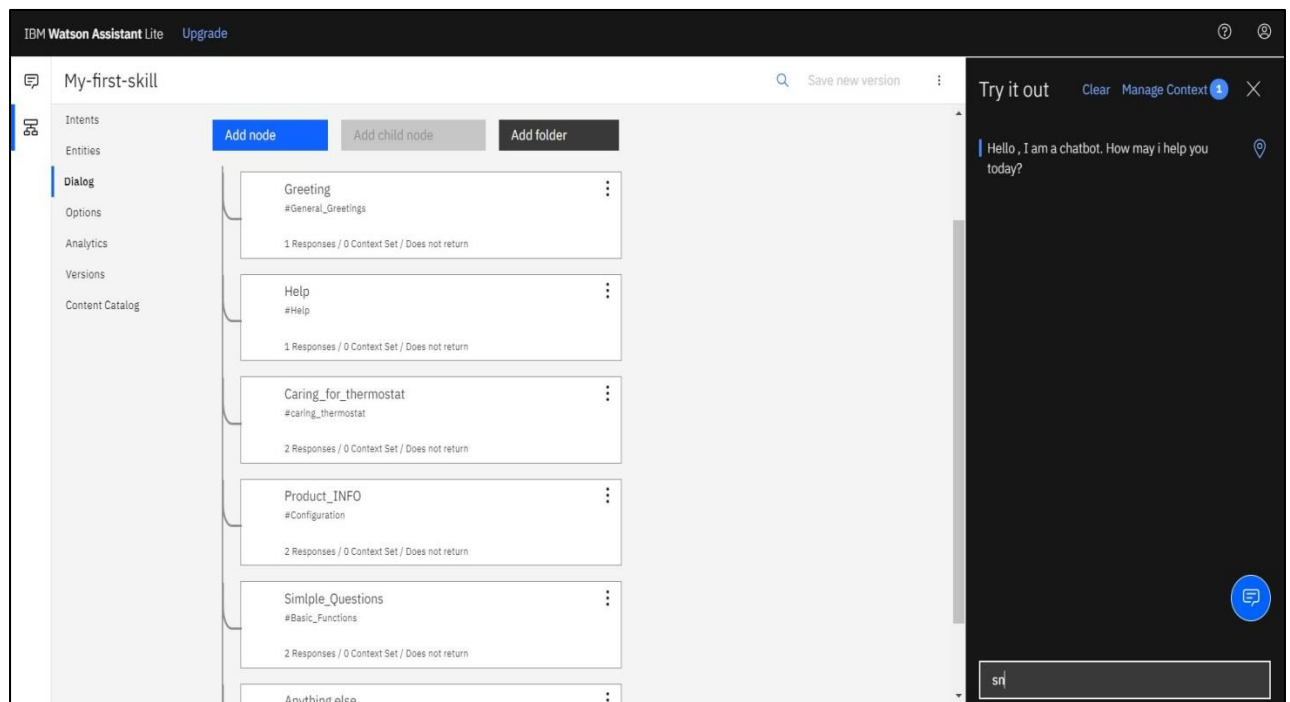 IBM Watson Assistant Lite Upgrade
My-first-skill
Save new version
Intents
Entities
Dialog
Options
Analytics
Versions
Content Catalog
Add node
Add child node
Add folder
Greeting
#General_Greetings
1 Responses / 0 Context Set / Does not return
Help
#Help
1 Responses / 0 Context Set / Does not return
Caring_for_thermostat
#caring_thermostat
2 Responses / 0 Context Set / Does not return
Product_INFO
#Configuration
2 Responses / 0 Context Set / Does not return
Simlple_Questions
#Basic_Functions
2 Responses / 0 Context Set / Does not return
Anything else
Try it out Clear Manage Context 1
Hello , I am a chatbot. How may i help you
today?
sn